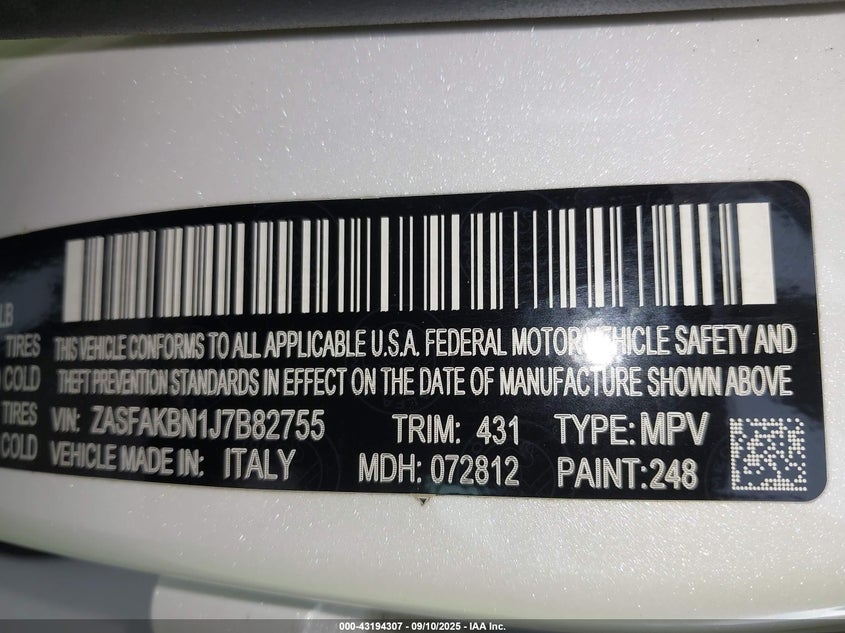 LB
TIRES
COLD
TIRES
COLD
THIS VEHICLE CONFORMS TO ALL APPLICABLE U.S.A. FEDERAL MOTOR VEHICLE SAFETY AND
THEFT PREVENTION STANDARDS IN EFFECT ON THE DATE OF MANUFACTURE SHOWN ABOVE
VIN: ZASFAKBN1J7B82755 TRIM: 431 TYPE: MPV
VEHICLE MADE IN: ITALY MDH: 072812 PAINT: 248
000-43194307 - 09/10/2025 - IAA Inc.